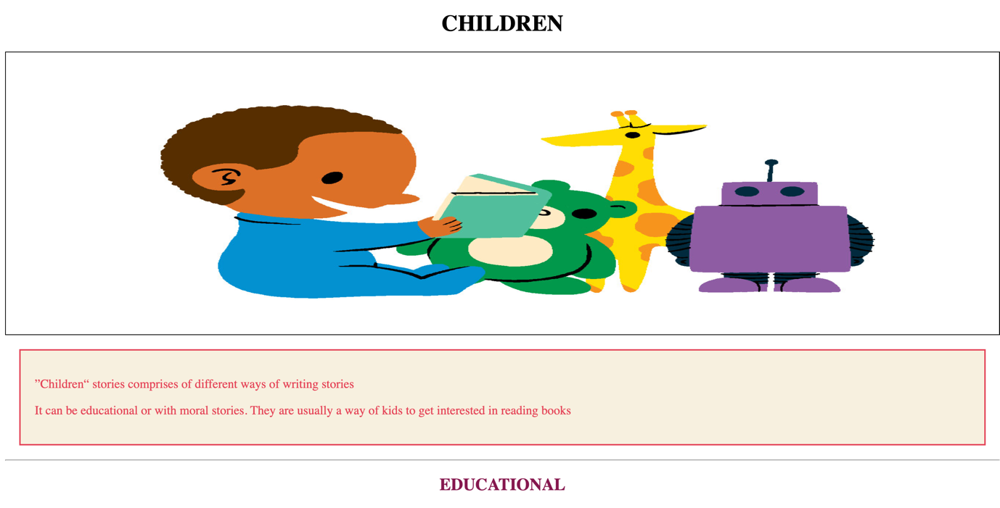 CHILDREN
”Children“ stories comprises of different ways of writing stories
It can be educational or with moral stories. They are usually a way of kids to get interested in reading books
EDUCATIONAL